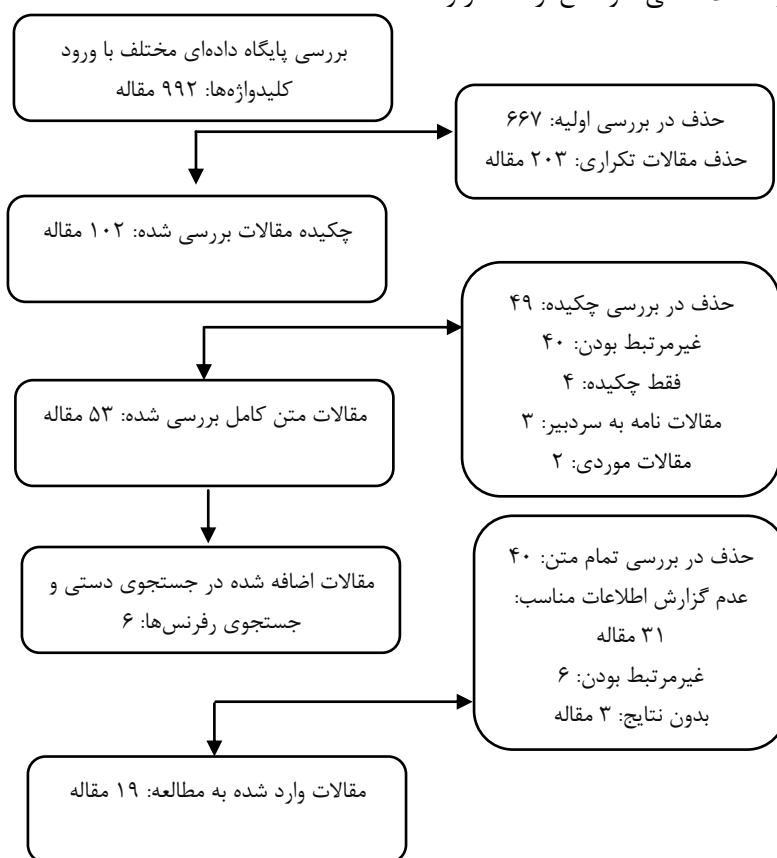 بررسی پایگاه داده‌ای مختلف با ورود
کلیدواژه‌ها: ۹۹۲ مقاله
حذف در بررسی اولیه: ۶۶۷
حذف مقالات تکراری: ۲۰۳ مقاله
چکیده مقالات بررسی شده: ۱۰۲ مقاله
حذف در بررسی چکیده: ۴۹
غیرمرتبط بودن: ۴۰
فقط چکیده: ۴
مقالات نامه به سردبیر: ۳
مقالات موردی: ۲
مقالات متن کامل بررسی شده: ۵۳ مقاله
مقالات اضافه شده در جستجوی دستی و
جستجوی رفرنس‌ها: ۶
حذف در بررسی تمام متن: ۴۰
عدم گزارش اطلاعات مناسب:
۳۱ مقاله
غیرمرتبط بودن: ۶
بدون نتایج: ۳ مقاله
مقالات وارد شده به مطالعه: ۱۹ مقاله